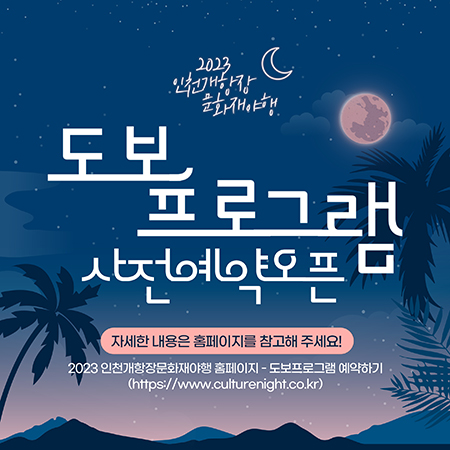 2023
인천개항장
문화재야행
도보
프로그램
사전예약오픈
자세한 내용은 홈페이지를 참고해 주세요!
2023 인천개항장문화재야행 홈페이지 - 도보프로그램 예약하기
(https://www.culturenight.co.kr)